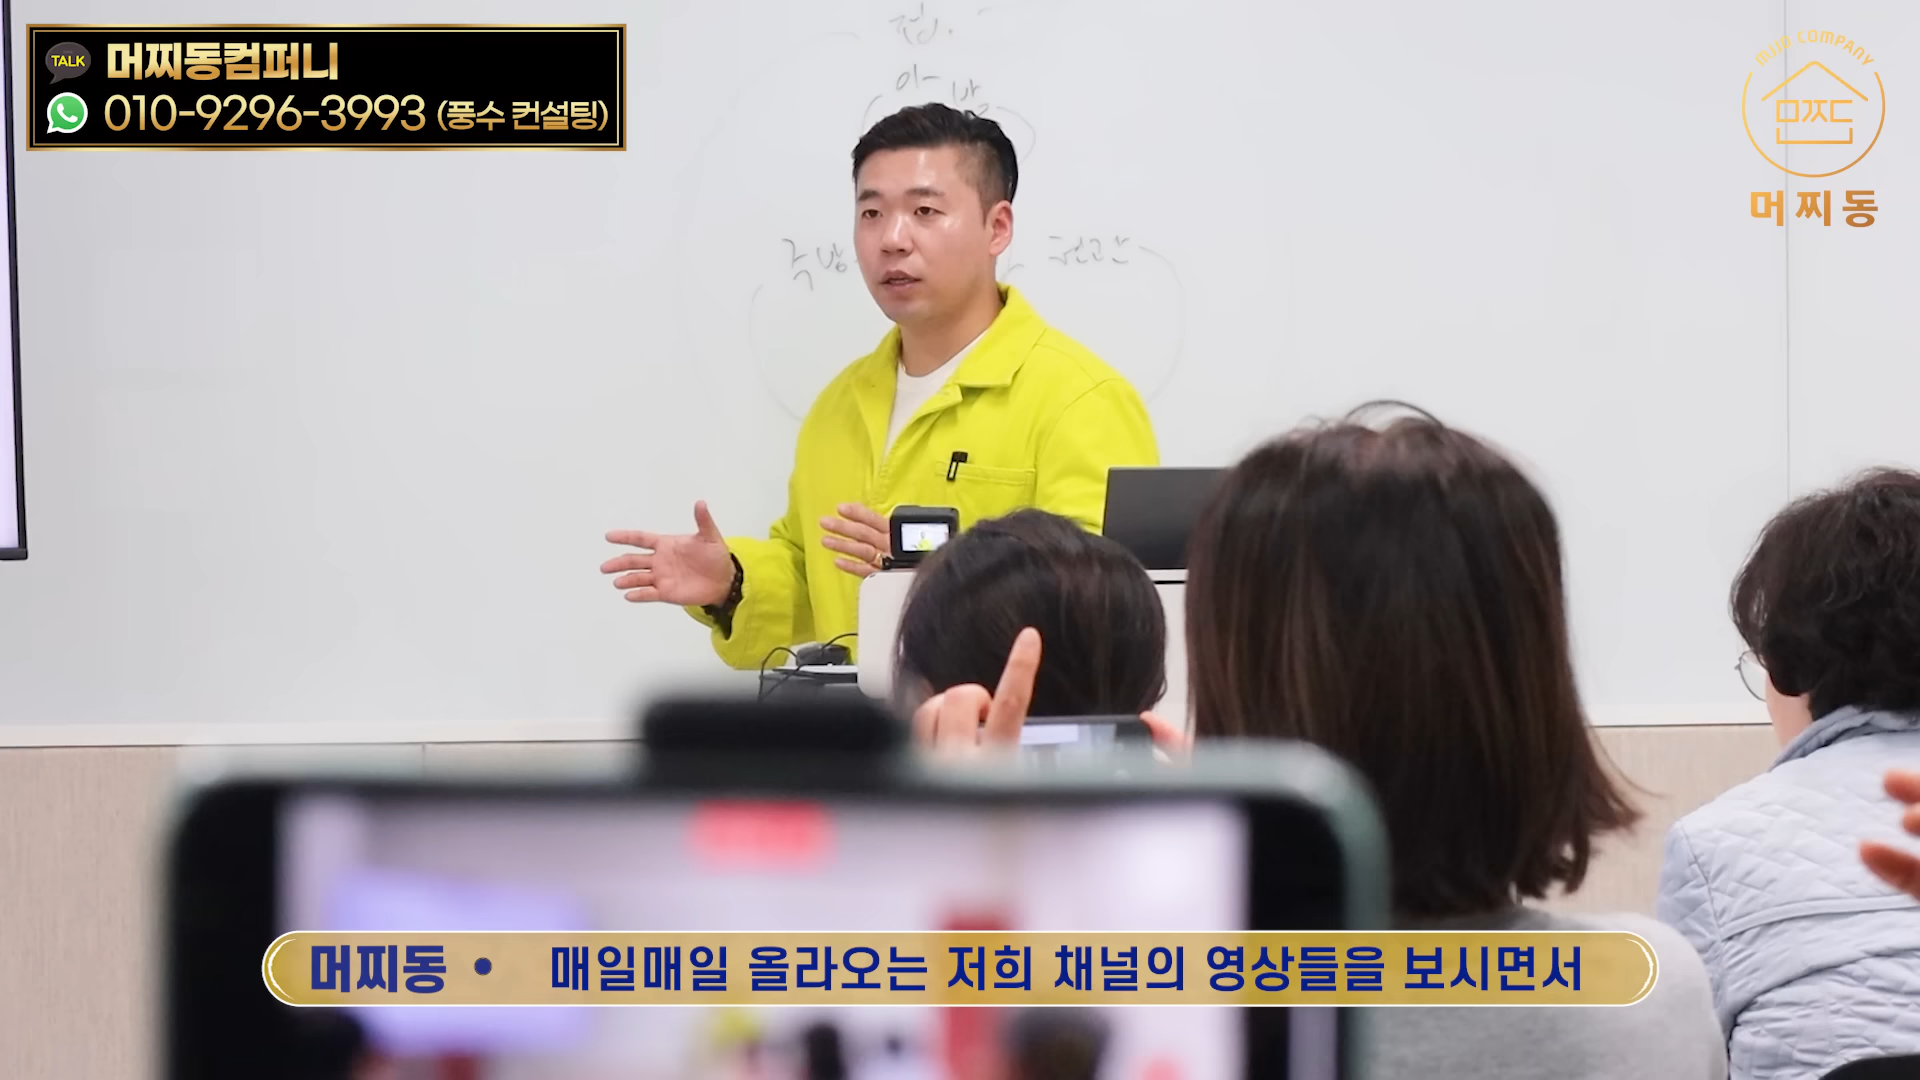 TALK 머찌동컴퍼니
010-9296-3993 (풍수 컨설팅)
MJJD COMPANY
머찌동
머찌동 • 매일매일 올라오는 저희 채널의 영상들을 보시면서